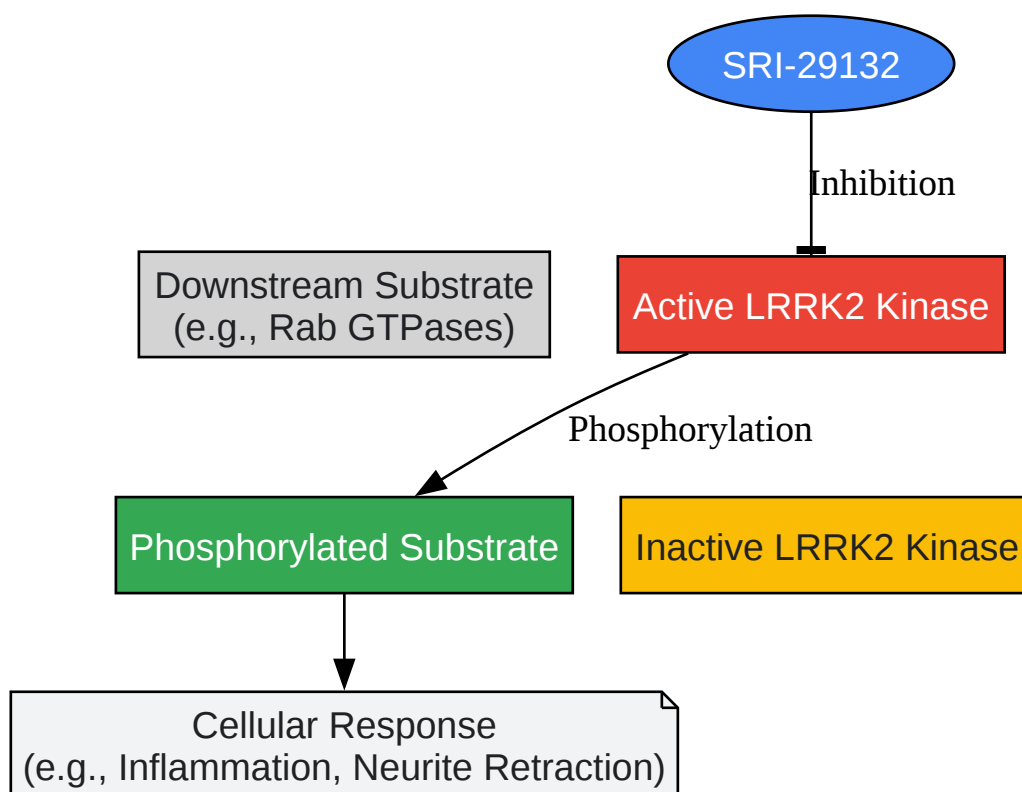 SRI-29132
Inhibition
Downstream Substrate
(e.g., Rab GTPases)
Active LRRK2 Kinase
Phosphorylation
Phosphorylated Substrate
Inactive LRRK2 Kinase
Cellular Response
(e.g., Inflammation, Neurite Retraction)